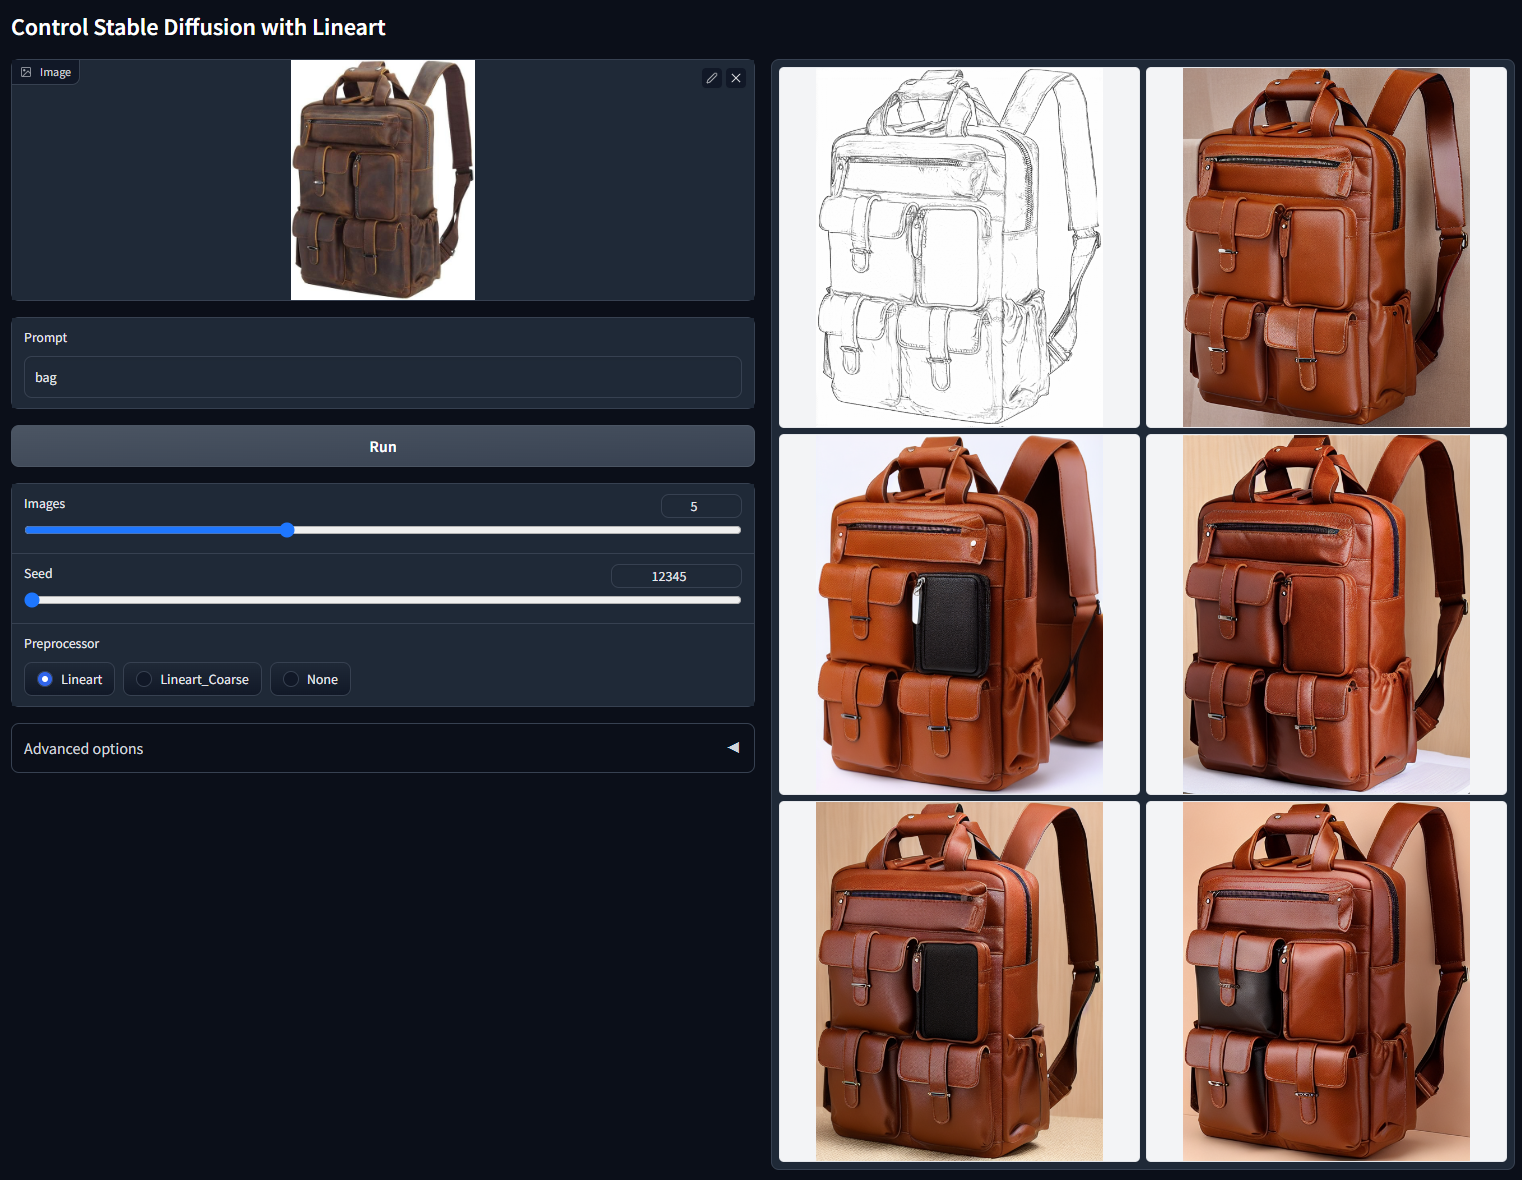 Control Stable Diffusion with Lineart
Image
Prompt
bag
Run
Images
5
Seed
12345
Preprocessor
Lineart
Lineart_Coarse
None
Advanced options